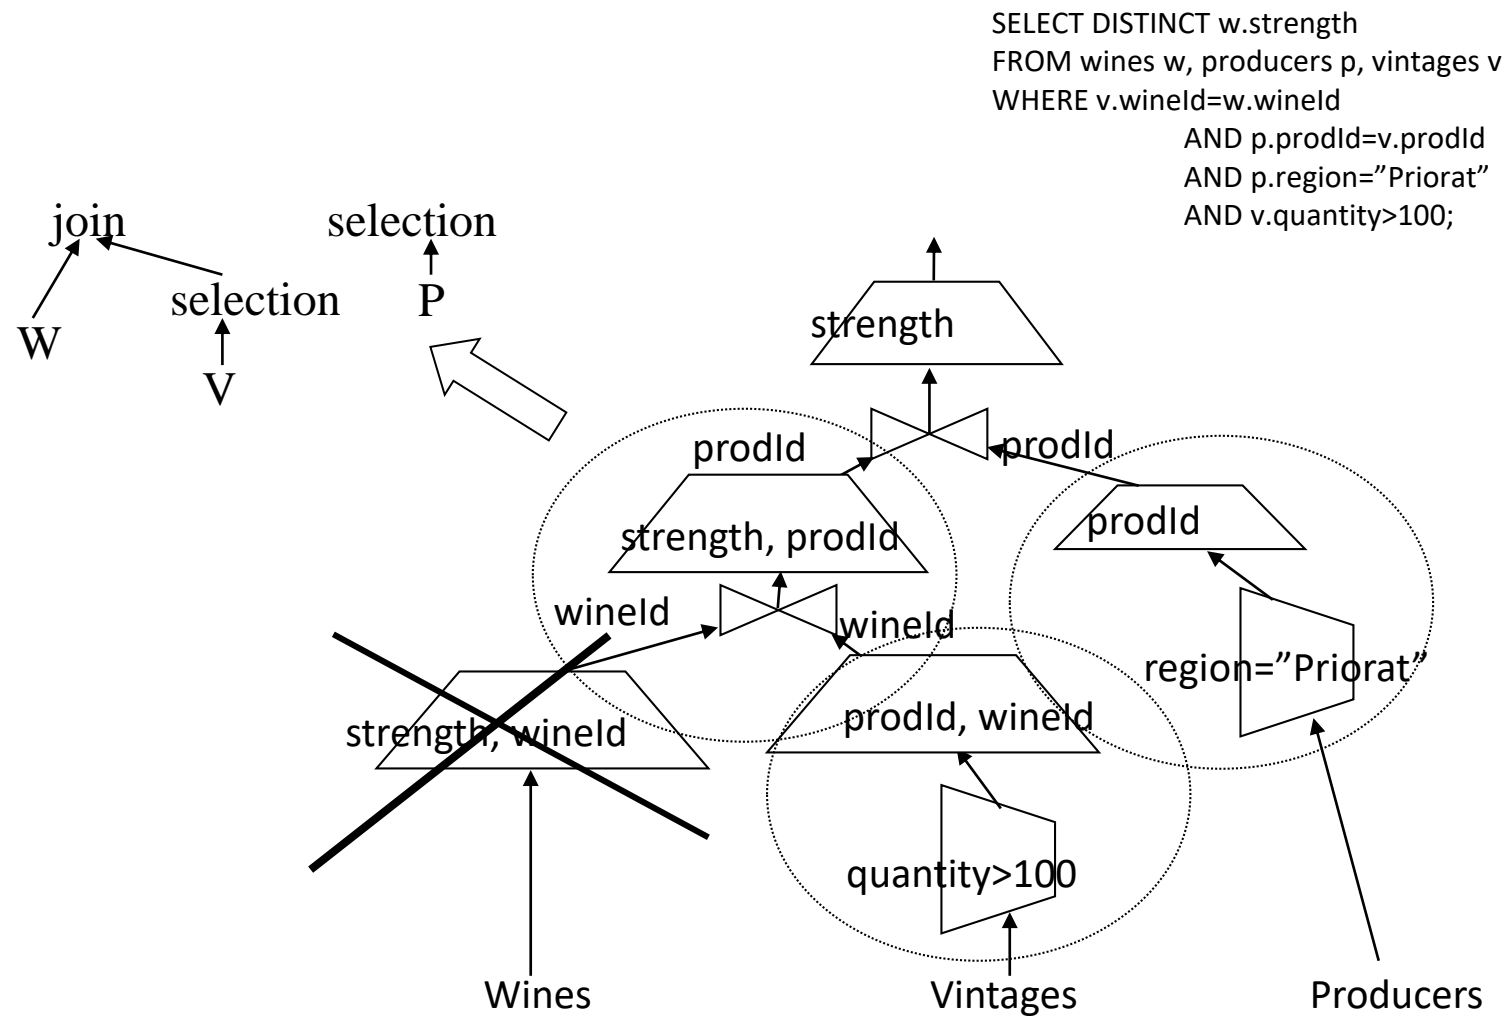 SELECT DISTINCT w.strength
FROM wines w, producers p, vintages v
WHERE v.wineId=w.wineId
AND p.prodId=v.prodId
AND p.region=”Priorat”
AND v.quantity>100;
join
selection
selection
P
W
V
strength
prodId
prodId
strength, prodId
prodId
wineId
wineId
region=”Priorat”
strength, wineId
prodId, wineId
quantity>100
Wines
Vintages
Producers